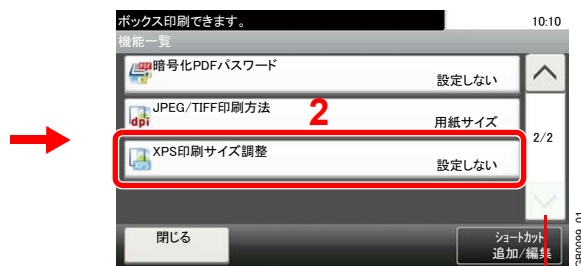 ボックス印刷できます。
10:10
機能一覧
暗号化PDFパスワード
設定しない
JPEG/TIFF印刷方法
2
用紙サイズ
2/2
XPS印刷サイズ調整
設定しない
閉じる
ショートカット
追加/編集